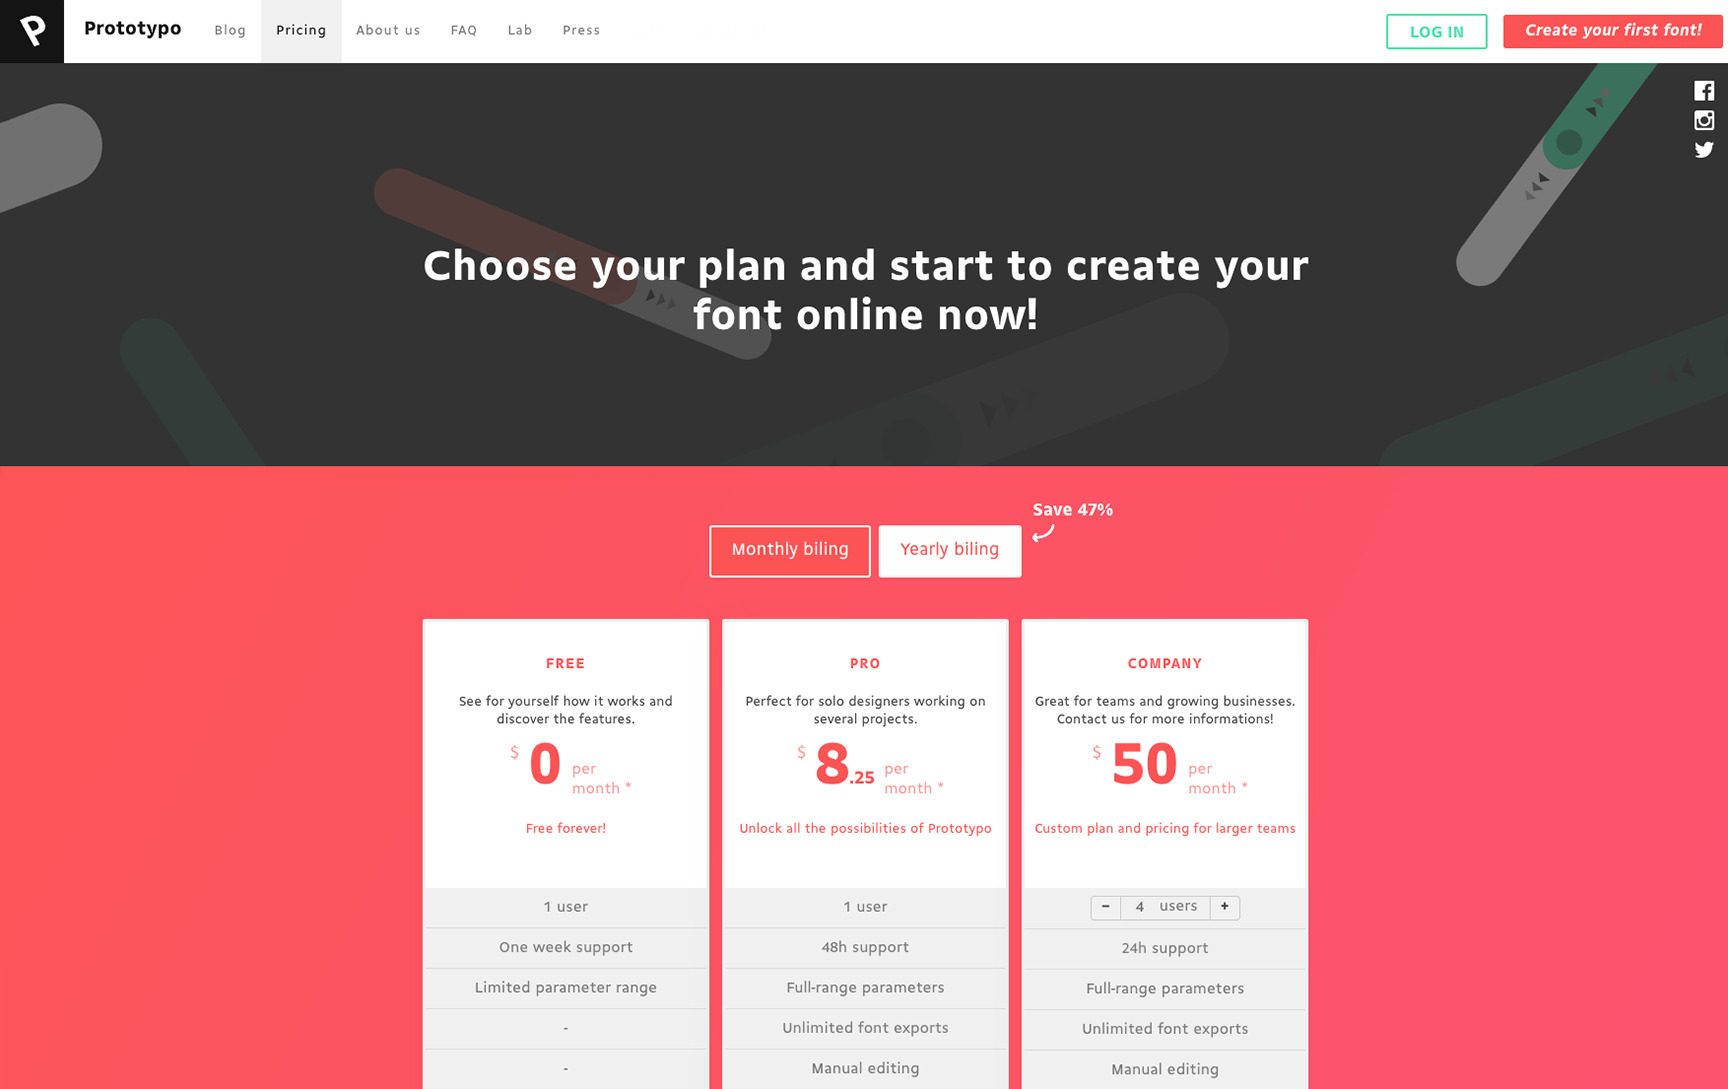 Prototypo
Blog
Pricing
About us
FAQ
Lab
Press
LOG IN
Create your first font!
Choose your plan and start to create your
font online now!
Save 47%
Monthly biling
Yearly biling
FREE
See for yourself how it works and
discover the features.
$ 0 per
month *
Free forever!
1 user
One week support
Limited parameter range
-
-
PRO
Perfect for solo designers working on
several projects.
$ 8.25 per
month *
Unlock all the possibilities of Prototypo
1 user
48h support
Full-range parameters
Unlimited font exports
Manual editing
COMPANY
Great for teams and growing businesses.
Contact us for more informations!
$ 50 per
month *
Custom plan and pricing for larger teams
- 4 users +
24h support
Full-range parameters
Unlimited font exports
Manual editing